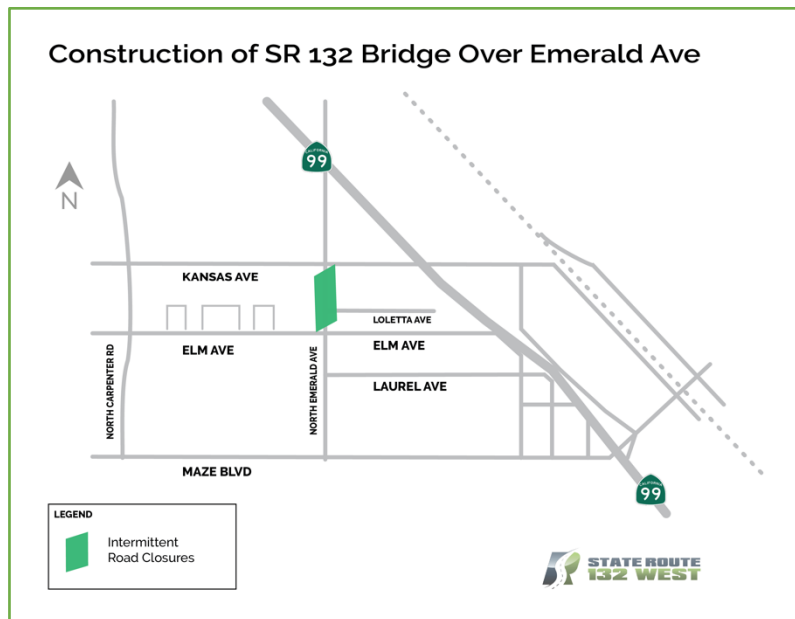 Construction of SR 132 Bridge Over Emerald Ave
CALIFORNIA
99
N
KANSAS AVE
LOLETTA AVE
ELM AVE
ELM AVE
LAUREL AVE
NORTH CARPENTER RD
NORTH EMERALD AVE
MAZE BLVD
CALIFORNIA
99
LEGEND
Intermittent
Road Closures
STATE ROUTE
132 WEST